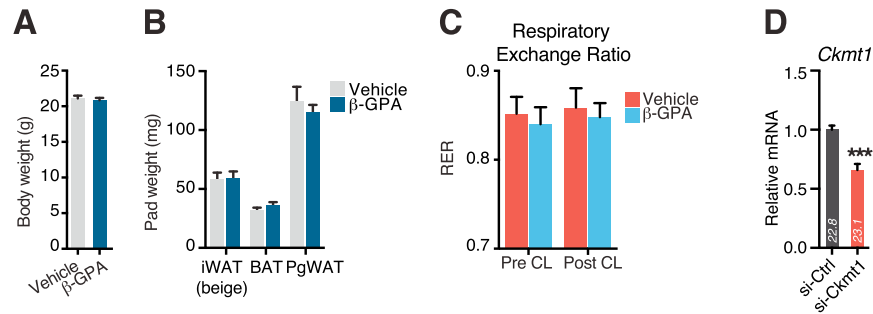 A
Body weight (g)
25
20
15
10
5
0
Vehicle
β-GPA
B
Pad weight (mg)
150
100
50
0
Vehicle
β-GPA
iWAT
(beige)
BAT
PgWAT
C
Respiratory
Exchange Ratio
RER
0.9
0.8
0.7
Vehicle
β-GPA
Pre CL
Post CL
D
Ckmt1
Relative mRNA
1.5
1.0
0.5
0.0
***
22.8
23.1
si-Ctrl
si-Ckmt1